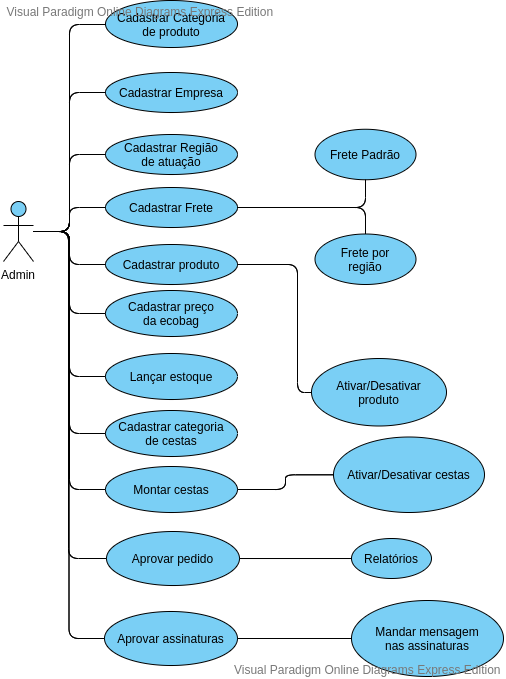 Visual Paradigm Online Diagrams Express Edition
Cadastrar Categoria
de produto
Cadastrar Empresa
Cadastrar Região
de atuação
Frete Padrão
Cadastrar Frete
Admin
Frete por
região
Cadastrar produto
Cadastrar preço
da ecobag
Lançar estoque
Ativar/Desativar
produto
Cadastrar categoria
de cestas
Montar cestas
Ativar/Desativar cestas
Aprovar pedido
Relatórios
Aprovar assinaturas
Mandar mensagem
nas assinaturas
Visual Paradigm Online Diagrams Express Edition